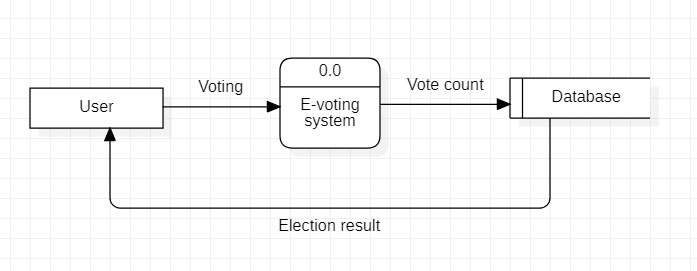 0.0
Voting
Vote count
User
E-voting
system
Database
Election result